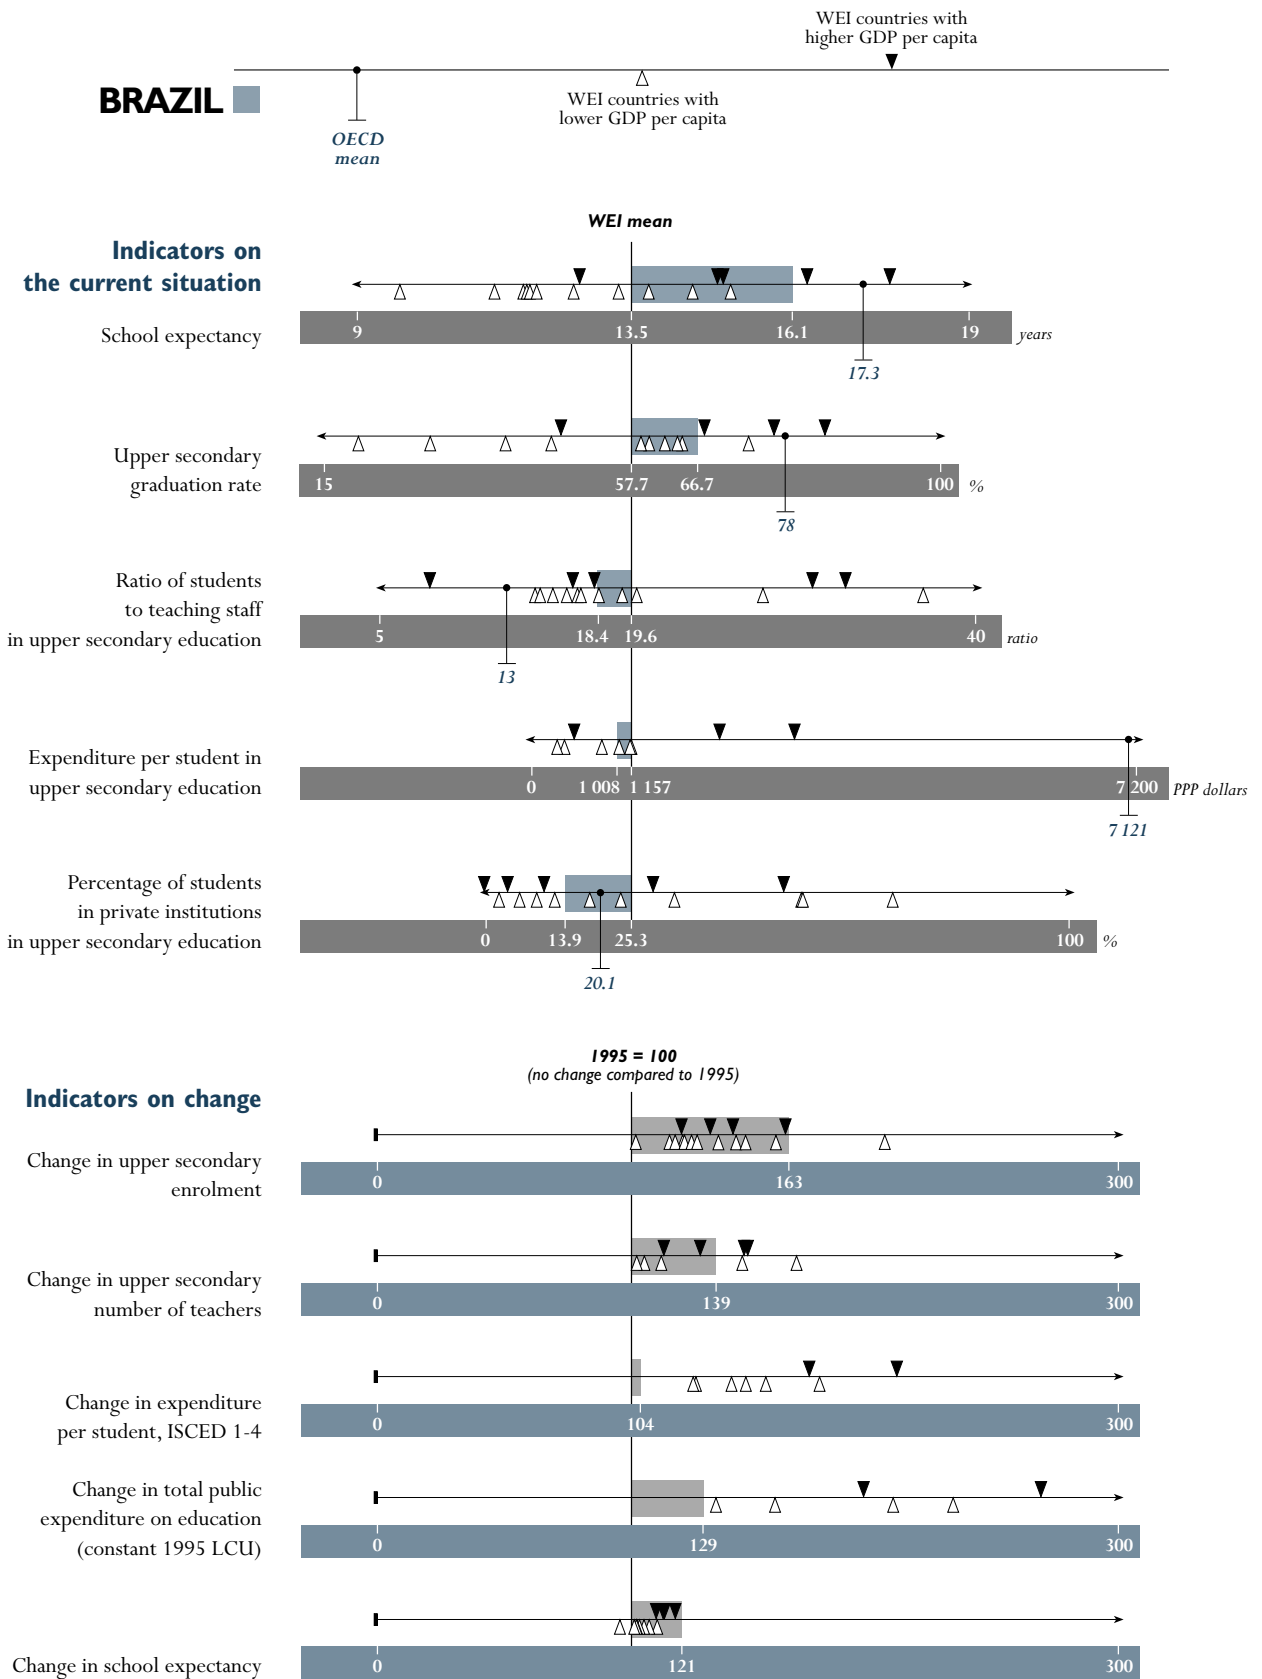 WEI countries with
higher GDP per capita
BRAZIL
WEI countries with
lower GDP per capita
OECD
mean
WEI mean
Indicators on
the current situation
School expectancy
9 13.5 16.1 19 years
17.3
Upper secondary
graduation rate
15 57.7 66.7 100 %
78
Ratio of students
to teaching staff
in upper secondary education
5 18.4 19.6 40 ratio
13
Expenditure per student in
upper secondary education
0 1 008 1 157 7 200 PPP dollars
7 121
Percentage of students
in private institutions
in upper secondary education
0 13.9 25.3 100 %
20.1
1995 = 100
(no change compared to 1995)
Indicators on change
Change in upper secondary
enrolment
0 163 300
Change in upper secondary
number of teachers
0 139 300
Change in expenditure
per student, ISCED 1-4
0 104 300
Change in total public
expenditure on education
(constant 1995 LCU)
0 129 300
Change in school expectancy
0 121 300